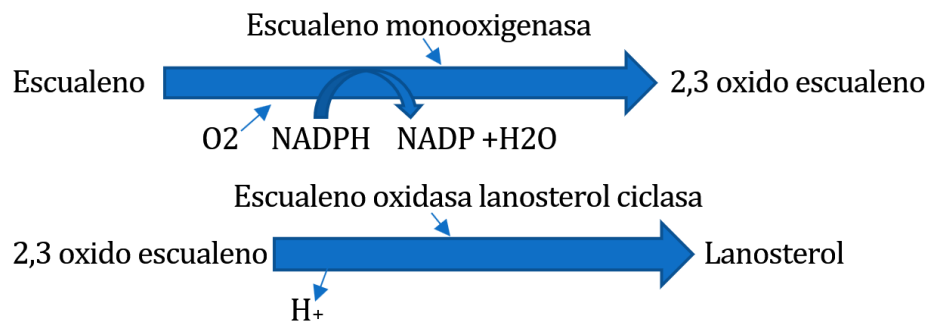 Escualeno monooxigenasa
Escualeno 2,3 oxido escualeno
O2 NADPH NADP +H2O
Escualeno oxidasa lanosterol ciclasa
2,3 oxido escualeno Lanosterol
H+